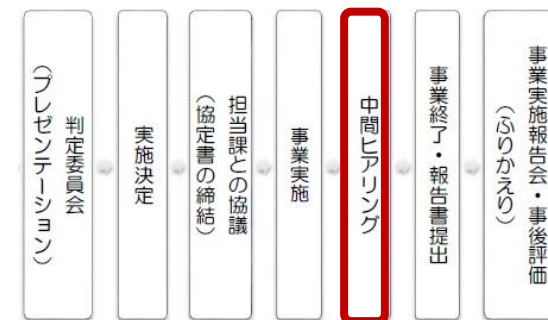 判定委員会
（プレゼンテーション）
実施決定
担当課との協議
（協定書の締結）
事業実施
中間ヒアリング
事業終了・報告書提出
事業実施報告会・事後評価
（ふりかえり）